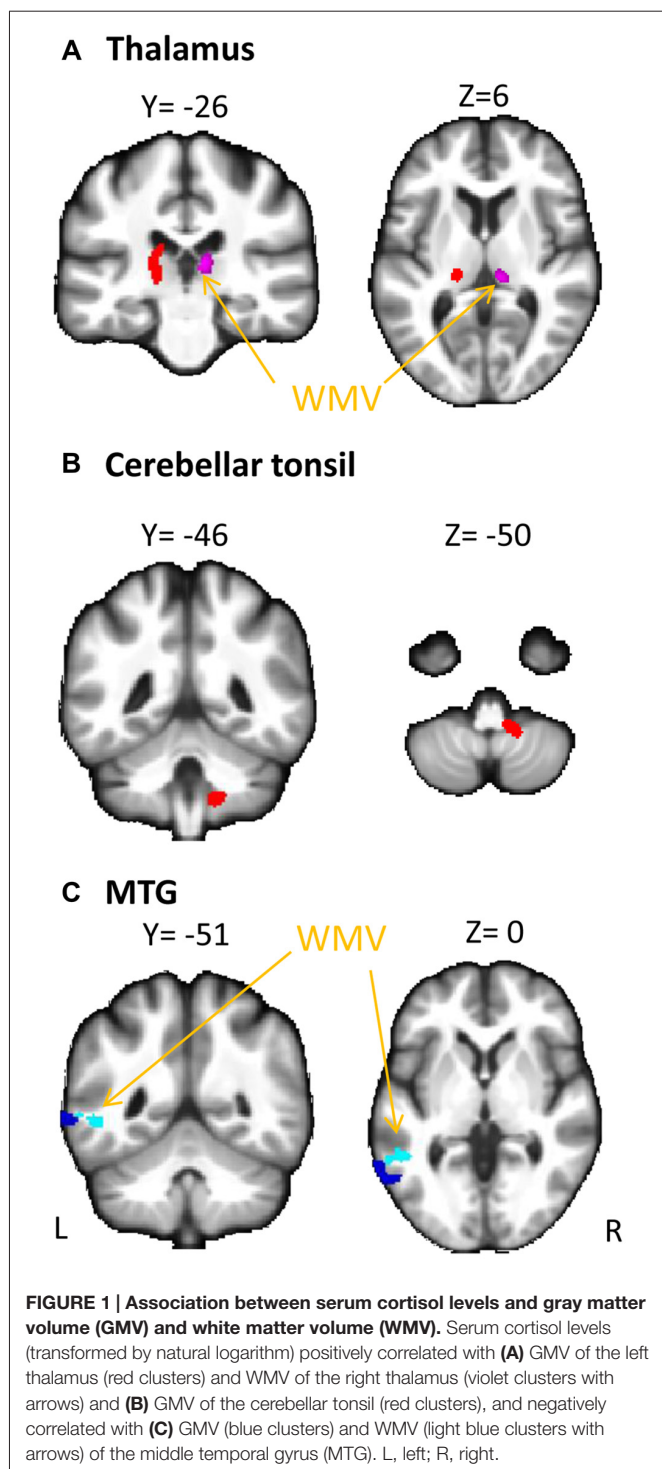 A Thalamus
Y= -26
Z=6
WMV
B Cerebellar tonsil
Y= -46
Z= -50
C MTG
Y= -51
WMV
Z= 0
L
R
FIGURE 1 | Association between serum cortisol levels and gray matter
volume (GMV) and white matter volume (WMV). Serum cortisol levels
(transformed by natural logarithm) positively correlated with (A) GMV of the left
thalamus (red clusters) and WMV of the right thalamus (violet clusters with
arrows) and (B) GMV of the cerebellar tonsil (red clusters), and negatively
correlated with (C) GMV (blue clusters) and WMV (light blue clusters with
arrows) of the middle temporal gyrus (MTG). L, left; R, right.